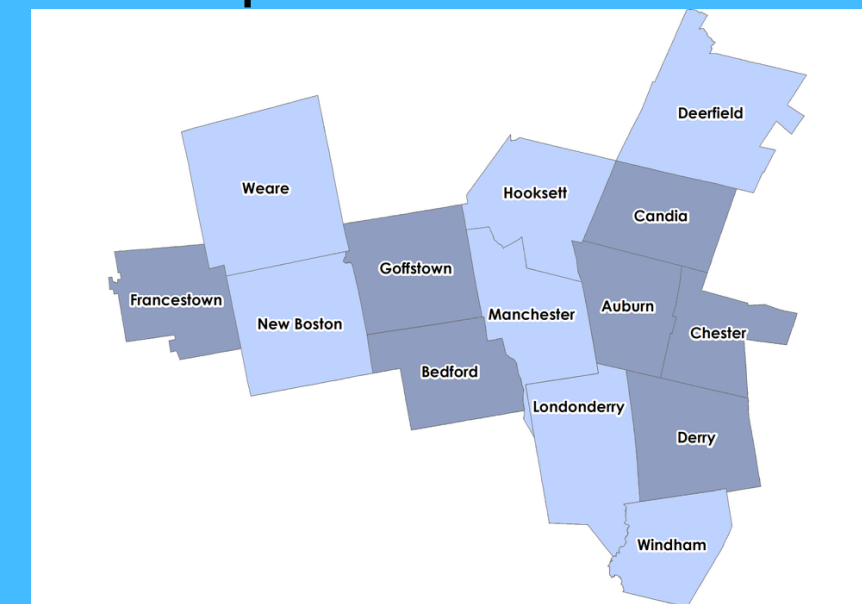 Deerfield
Weare
Hooksett
Candia
Goffstown
Francestown
New Boston
Manchester
Auburn
Chester
Bedford
Londonderry
Derry
Windham